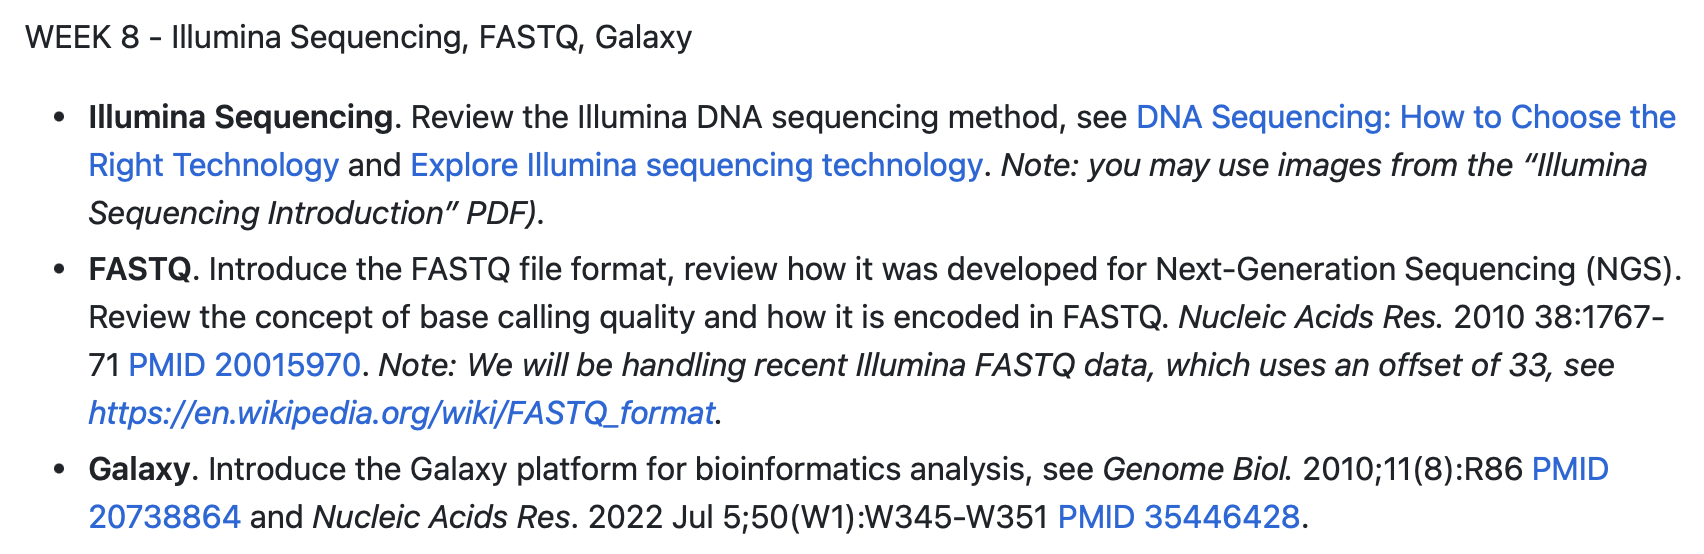 WEEK 8 - Illumina Sequencing, FASTQ, Galaxy
• Illumina Sequencing. Review the Illumina DNA sequencing method, see DNA Sequencing: How to Choose the
Right Technology and Explore Illumina sequencing technology. Note: you may use images from the “Illumina
Sequencing Introduction” PDF).
• FASTQ. Introduce the FASTQ file format, review how it was developed for Next-Generation Sequencing (NGS).
Review the concept of base calling quality and how it is encoded in FASTQ. Nucleic Acids Res. 2010 38:1767-
71 PMID 20015970. Note: We will be handling recent Illumina FASTQ data, which uses an offset of 33, see
https://en.wikipedia.org/wiki/FASTQ_format.
• Galaxy. Introduce the Galaxy platform for bioinformatics analysis, see Genome Biol. 2010;11(8):R86 PMID
20738864 and Nucleic Acids Res. 2022 Jul 5;50(W1):W345-W351 PMID 35446428.